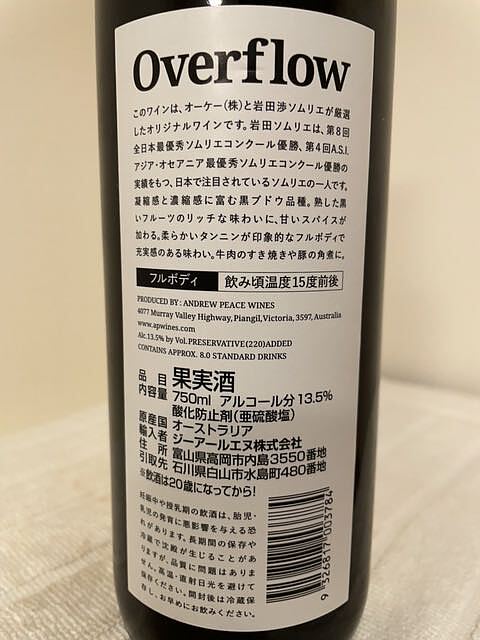 Overflow
このワインは、オーケー(株)と岩田渉ソムリエが厳選
したオリジナルワインです。岩田ソムリエは、第8回
全日本最優秀ソムリエコンクール優勝、第4回A.S.I.
アジア・オセアニア最優秀ソムリエコンクール優勝の
実績をもつ、日本で注目されているソムリエの一人です。
凝縮感と濃縮感に富む黒ブドウ品種。熟した黒
いフルーツのリッチな味わいに、甘いスパイスが
加わる。柔らかいタンニンが印象的なフルボディで
充実感のある味わい。牛肉のすき焼きや豚の角煮に。
フルボディ 飲み頃温度15度前後
PRODUCED BY: ANDREW PEACE WINES
4077 Murray Valley Highway, Piangil, Victoria, 3597, Australia
www.apwines.com
Alc.13.5% by Vol. PRESERVATIVE (220) ADDED
CONTAINS APPROX. 8.0 STANDARD DRINKS
品目 果実酒
内容量 750ml アルコール分13.5%
酸化防止剤(亜硫酸塩)
原産国 オーストラリア
輸入者 ジーアールエヌ株式会社
住所 富山県高岡市内島3550番地
引取先 石川県白山市水島町480番地
※飲酒は20歳になってから!
妊娠中や授乳期の飲酒は、胎児・
乳児の発育に悪影響を与える恐
れがあります。長期間の保存や
冷蔵で沈殿が生じることがあ
りますが、品質に問題はありま
せん。高温・直射日光を避けて
保存ください。開封後は冷蔵保
存し、お早めにお飲みください。
9 326817 003784